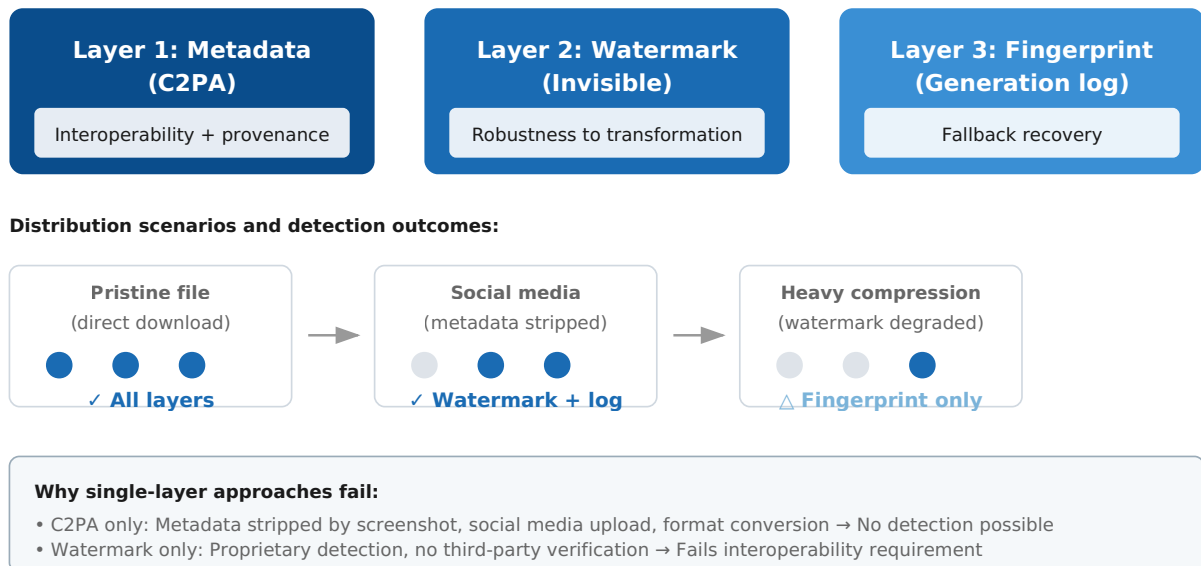 Layer 1: Metadata
(C2PA)
Interoperability + provenance
Layer 2: Watermark
(Invisible)
Robustness to transformation
Layer 3: Fingerprint
(Generation log)
Fallback recovery
Distribution scenarios and detection outcomes:
Pristine file
(direct download)
✓ All layers
Social media
(metadata stripped)
✓ Watermark + log
Heavy compression
(watermark degraded)
△ Fingerprint only
Why single-layer approaches fail:
• C2PA only: Metadata stripped by screenshot, social media upload, format conversion → No detection possible
• Watermark only: Proprietary detection, no third-party verification → Fails interoperability requirement